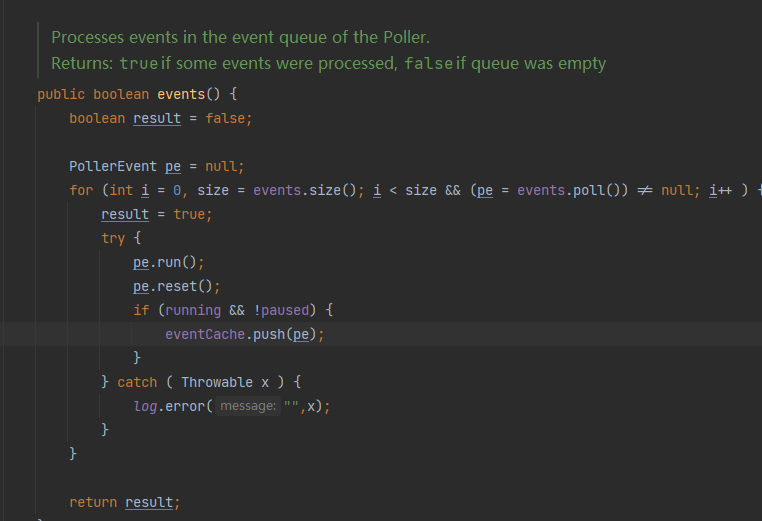 Processes events in the event queue of the Poller.
Returns: true if some events were processed, false if queue was empty
public boolean events() {
boolean result = false;
PollerEvent pe = null;
for (int i = 0, size = events.size(); i < size && (pe = events.poll()) != null; i++ ) {
result = true;
try {
pe.run();
pe.reset();
if (running && !paused) {
eventCache.push(pe);
}
} catch ( Throwable x ) {
log.error( message: "",x);
}
}
return result;